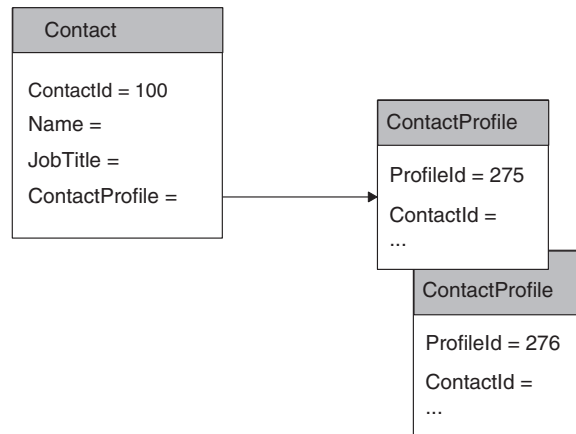 Contact
ContactId = 100
Name =
JobTitle =
ContactProfile =
ContactProfile
ProfileId = 275
ContactId =
...
ContactProfile
ProfileId = 276
ContactId =
...